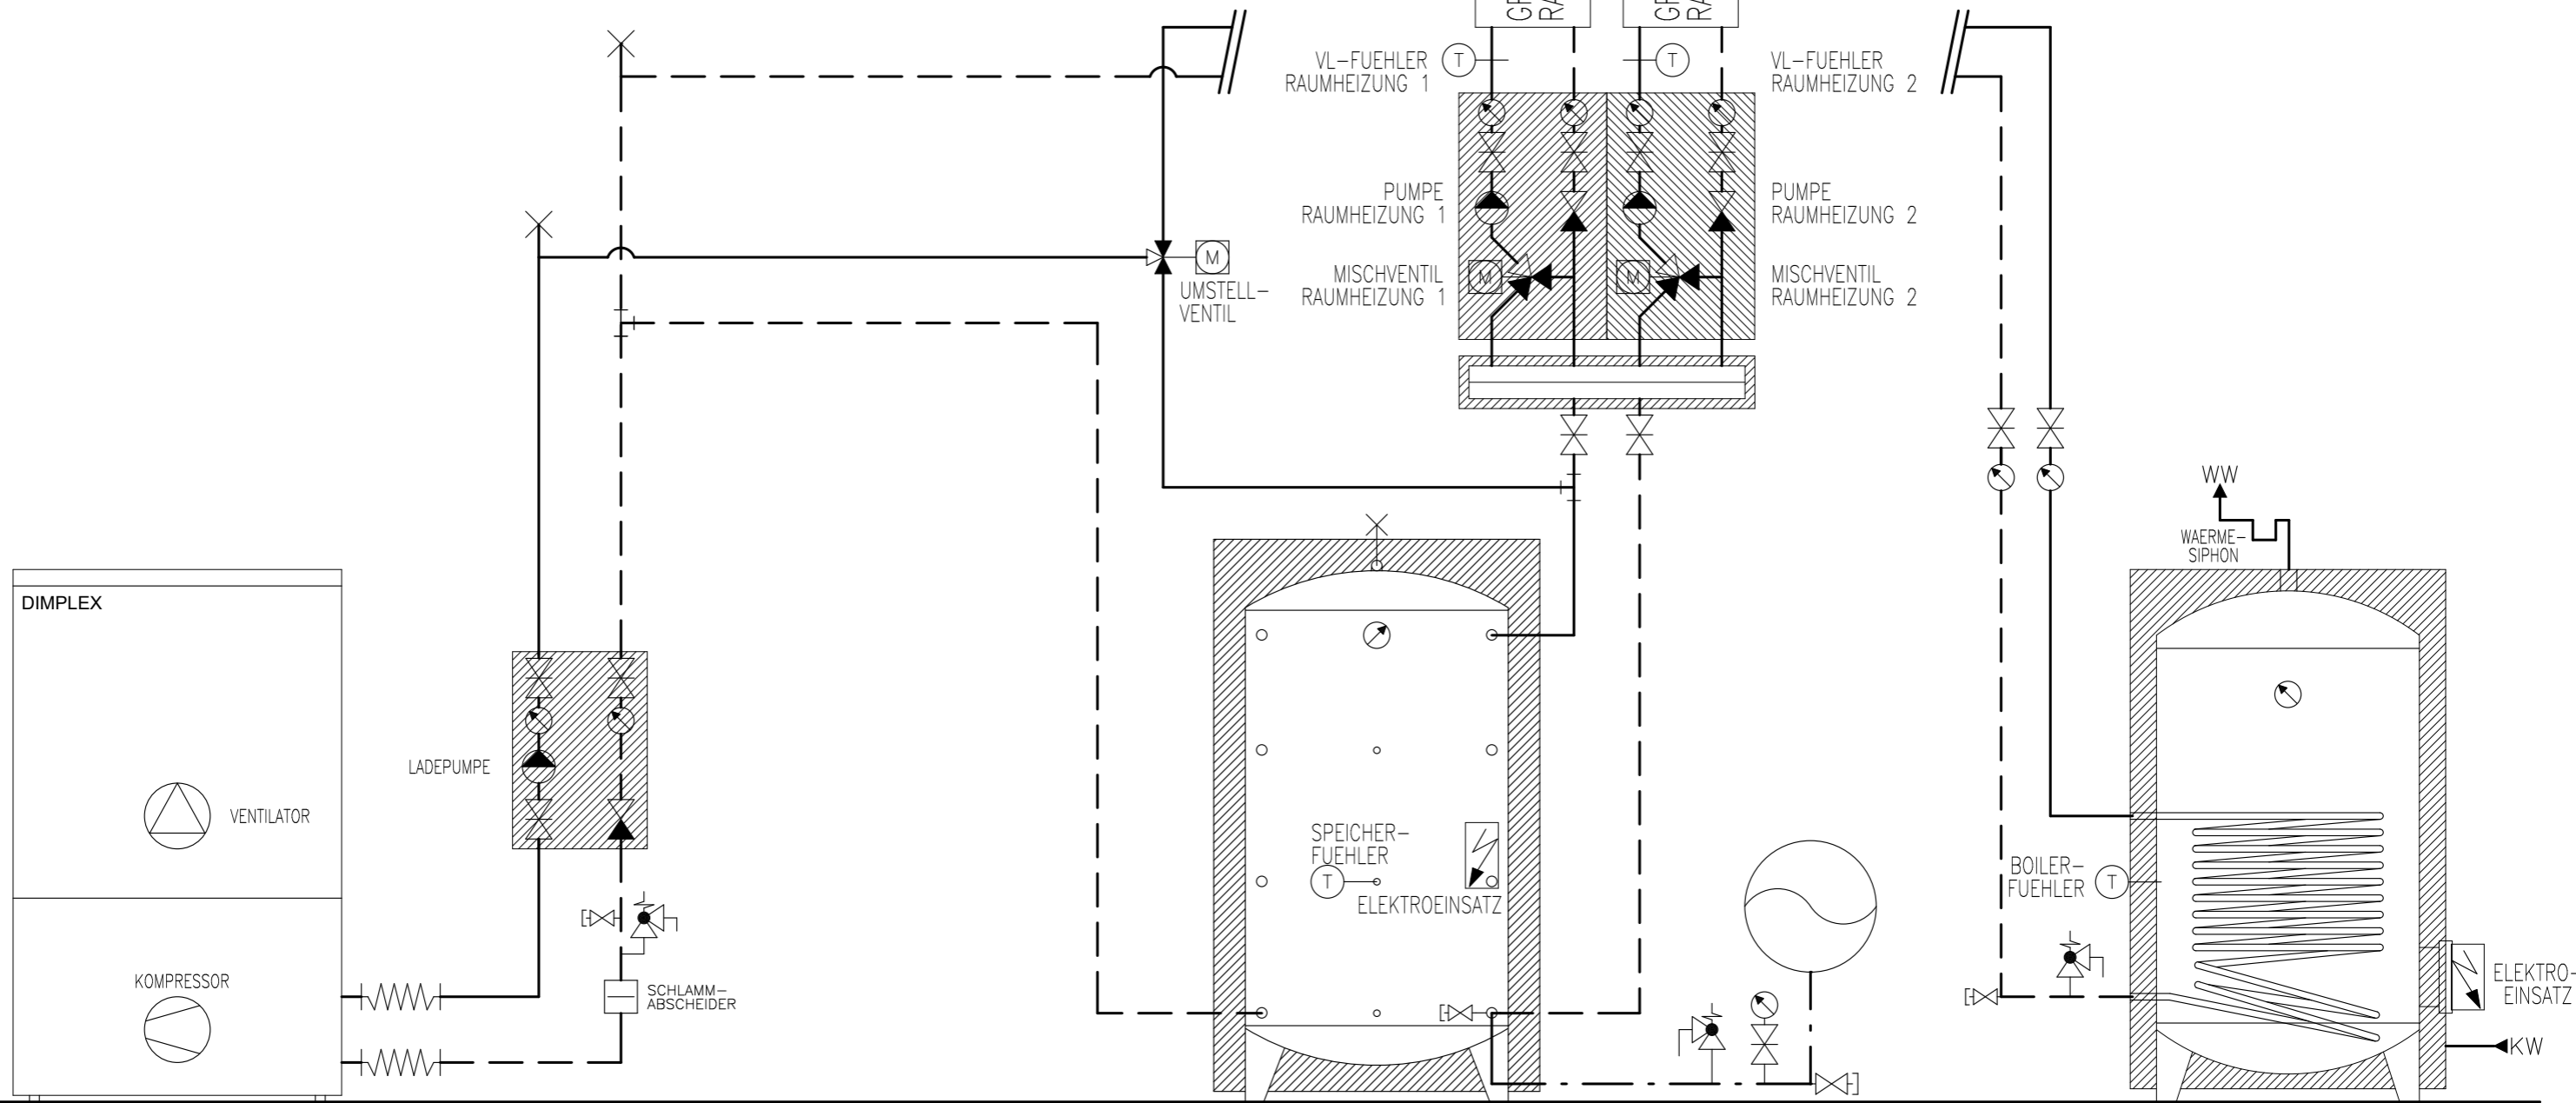 VL-FUEHLER
RAUMHEIZUNG 1
T
T
VL-FUEHLER
RAUMHEIZUNG 2
PUMPE
RAUMHEIZUNG 1
PUMPE
RAUMHEIZUNG 2
M
UMSTELL-
VENTIL
MISCHVENTIL
RAUMHEIZUNG 1
M
M
MISCHVENTIL
RAUMHEIZUNG 2
WW
WAERME-
SIPHON
DIMPLEX
LADEPUMPE
VENTILATOR
SPEICHER-
FUEHLER
T
ELEKTROEINSATZ
BOILER-
FUEHLER
T
KOMPRESSOR
SCHLAMM-
ABSCHEIDER
ELEKTRO-
EINSATZ
KW